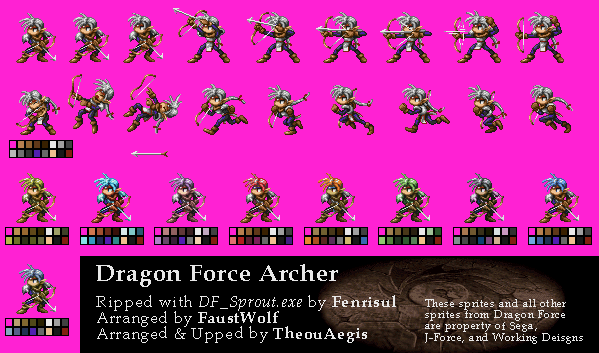 Dragon Force Archer
Ripped with DF_Sprout.exe by Fenrisul
Arranged by FaustWolf
Arranged & Upped by TheouAegis
These sprites and all other
sprites from Dragon Force
are property of Sega,
J-Force, and Working Deisgns